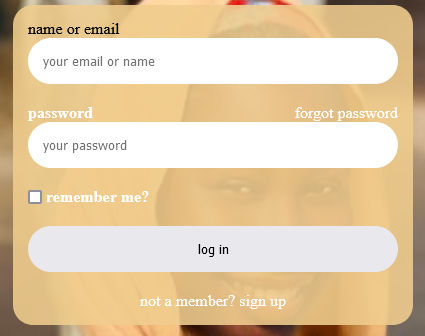 name or email
your email or name
password forgot password
your password
remember me?
log in
not a member? sign up